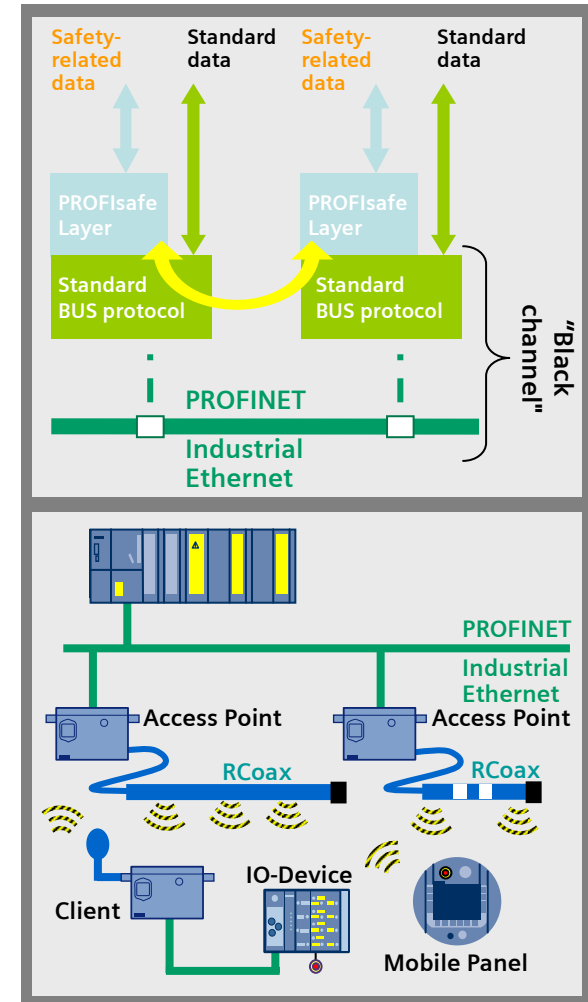 Safety-
related
data
Standard
data
Safety-
related
data
Standard
data
PROFIsafe
Layer
PROFIsafe
Layer
Standard
BUS protocol
Standard
BUS protocol
"Black
channel"
PROFINET
Industrial
Ethernet
PROFINET
Industrial
Ethernet
Access Point
Access Point
RCoax
RCoax
IO-Device
Client
Mobile Panel